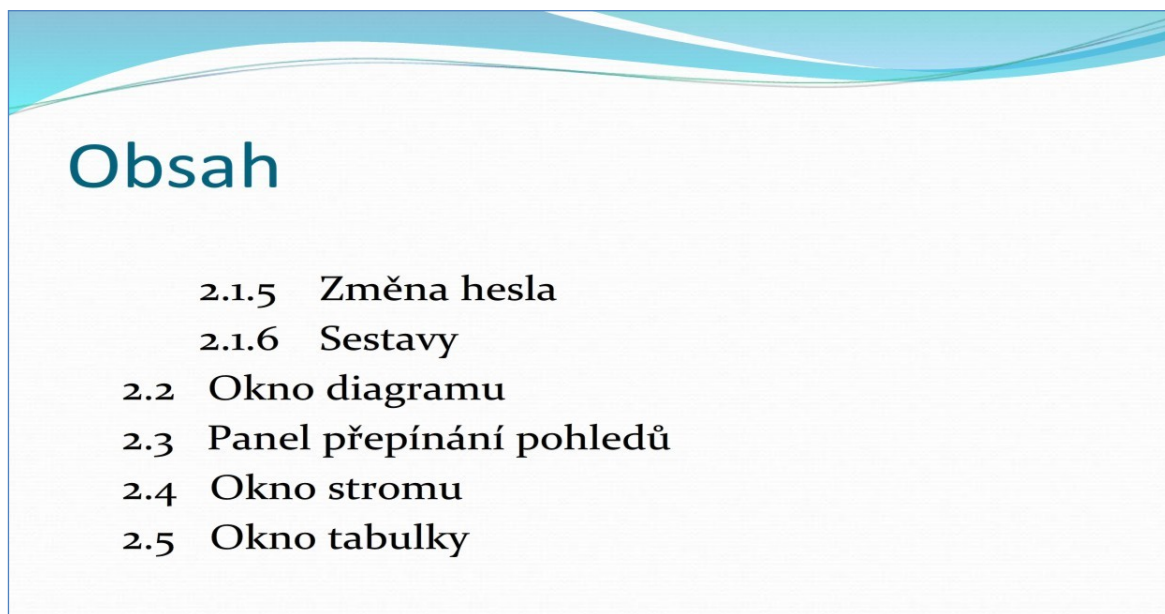 Obsah
2.1.5 Změna hesla
2.1.6 Sestavy
2.2 Okno diagramu
2.3 Panel přepínání pohledů
2.4 Okno stromu
2.5 Okno tabulky